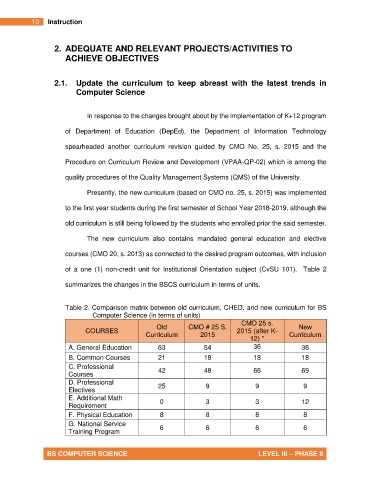 10 Instruction
2. ADEQUATE AND RELEVANT PROJECTS/ACTIVITIES TO
ACHIEVE OBJECTIVES
2.1. Update the curriculum to keep abreast with the latest trends in
Computer Science
In response to the changes brought about by the implementation of K+12 program
of Department of Education (DepEd), the Department of Information Technology
spearheaded another curriculum revision guided by CMO No. 25, s. 2015 and the
Procedure on Curriculum Review and Development (VPAA-QP-02) which is among the
quality procedures of the Quality Management Systems (QMS) of the University.
Presently, the new curriculum (based on CMO no. 25, s. 2015) was implemented
to the first year students during the first semester of School Year 2018-2019, although the
old curriculum is still being followed by the students who enrolled prior the said semester.
The new curriculum also contains mandated general education and elective
courses (CMO 20, s. 2013) as connected to the desired program outcomes, with inclusion
of a one (1) non-credit unit for Institutional Orientation subject (CvSU 101). Table 2
summarizes the changes in the BSCS curriculum in terms of units.
Table 2. Comparison matrix between old curriculum, CHED, and new curriculum for BS
Computer Science (in terms of units)
COURSES Old Curriculum CMO # 25 S. 2015 CMO 25 s. 2015 (after K-12) * New Curriculum
A. General Education 63 54 36 36
B. Common Courses 21 18 18 18
C. Professional Courses 42 48 66 69
D. Professional Electives 25 9 9 9
E. Additional Math Requirement 0 3 3 12
F. Physical Education 8 8 8 8
G. National Service Training Program 6 6 6 6
BS COMPUTER SCIENCE LEVEL III – PHASE II